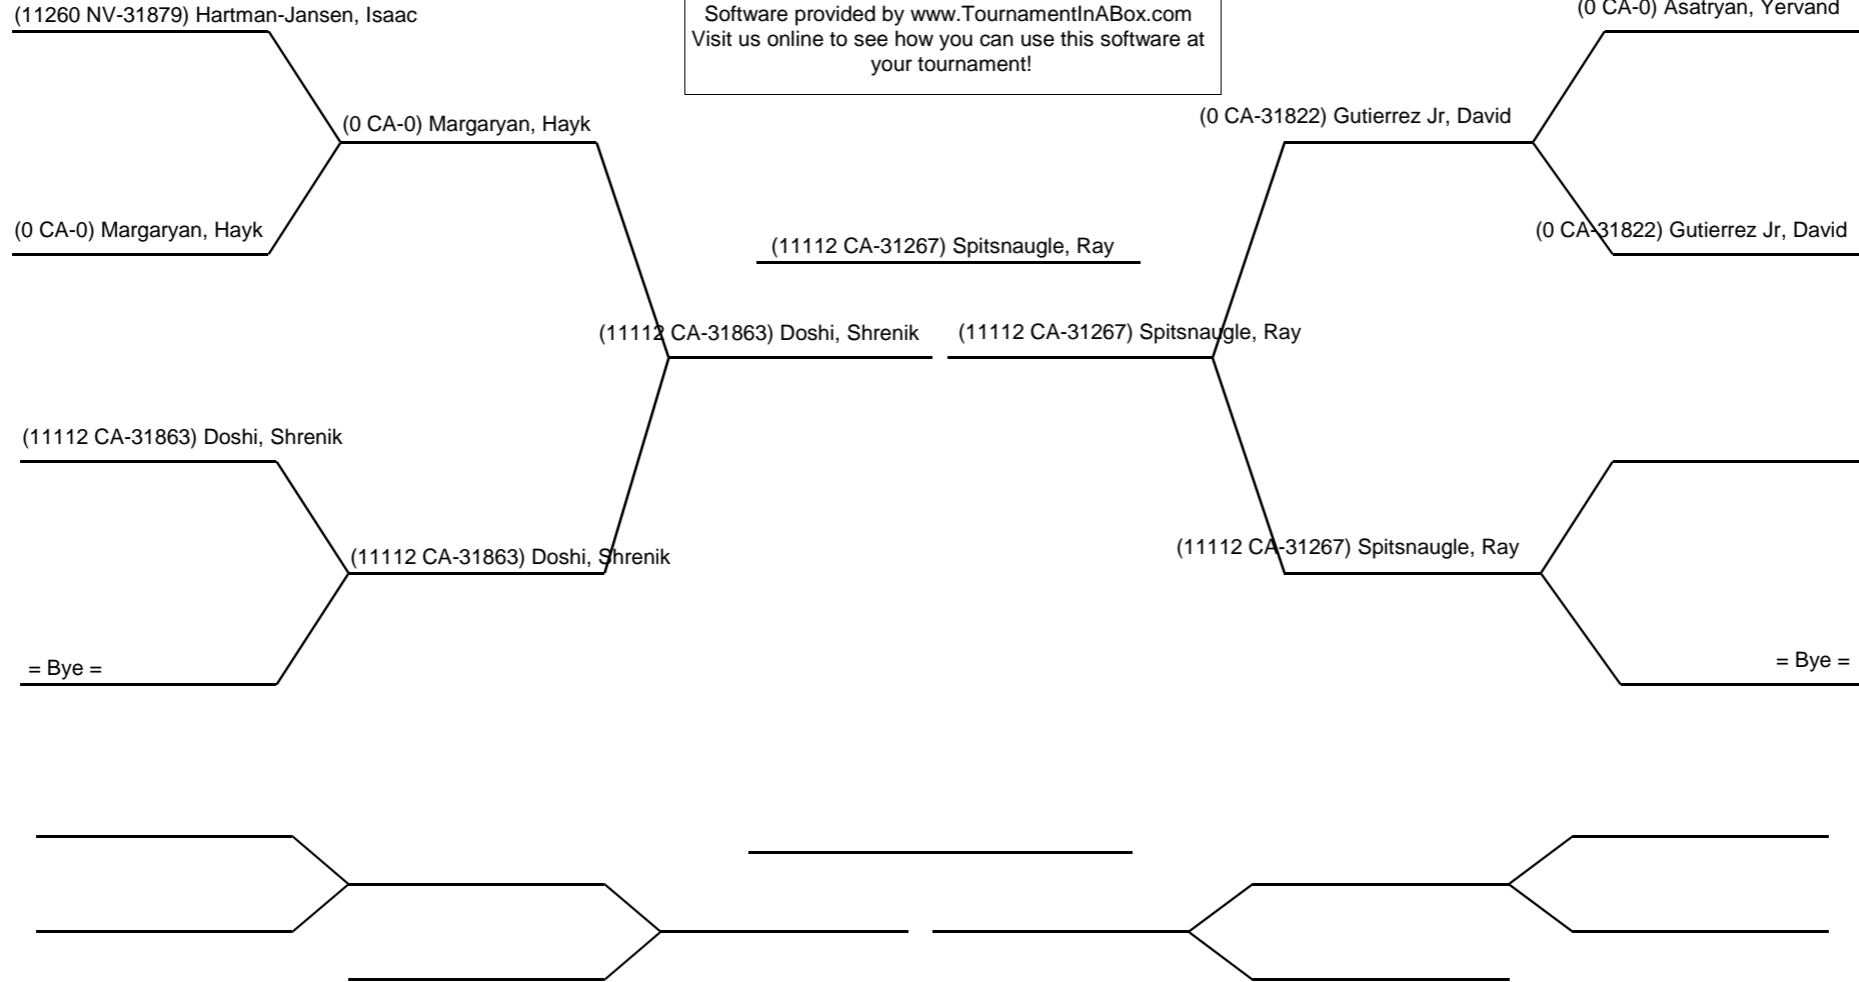 (11260 NV-31879) Hartman-Jansen, Isaac
Software provided by www.TournamentInABox.com
Visit us online to see how you can use this software at
your tournament!
(0 CA-0) Asatryan, Yervand
(0 CA-0) Margaryan, Hayk
(0 CA-31822) Gutierrez Jr, David
(0 CA-0) Margaryan, Hayk
(11112 CA-31267) Spitsnaugle, Ray
(0 CA-31822) Gutierrez Jr, David
(11112 CA-31863) Doshi, Shrenik
(11112 CA-31267) Spitsnaugle, Ray
(11112 CA-31863) Doshi, Shrenik
(11112 CA-31863) Doshi, Shrenik
(11112 CA-31267) Spitsnaugle, Ray
= Bye =
= Bye =